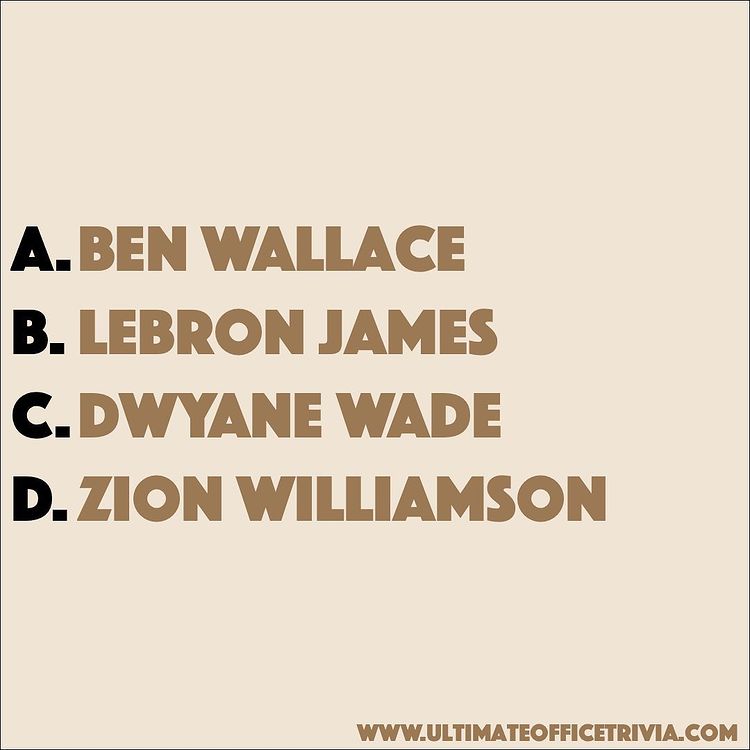 A. BEN WALLACE
B. LEBRON JAMES
C. DWYANE WADE
D. ZION WILLIAMSON
WWW.ULTIMATEOFFICETRIVIA.COM